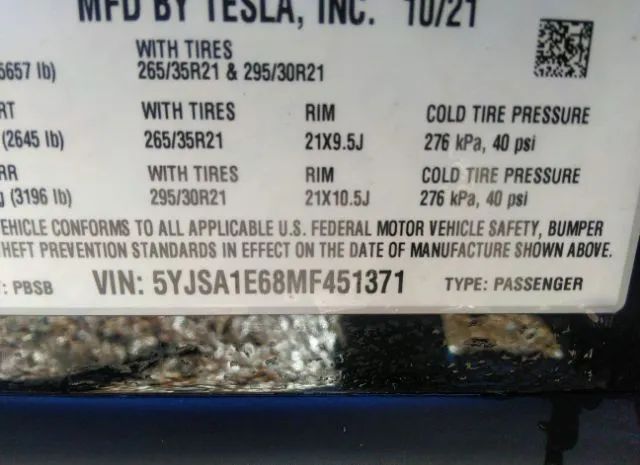 MFD BY TESLA, INC. 10/21
WITH TIRES
5657 lb) 265/35R21 & 295/30R21
RT WITH TIRES RIM COLD TIRE PRESSURE
(2645 lb) 265/35R21 21X9.5J 276 kPa, 40 psi
RR WITH TIRES RIM COLD TIRE PRESSURE
g (3196 lb) 295/30R21 21X10.5J 276 kPa, 40 psi
VEHICLE CONFORMS TO ALL APPLICABLE U.S. FEDERAL MOTOR VEHICLE SAFETY, BUMPER
THEFT PREVENTION STANDARDS IN EFFECT ON THE DATE OF MANUFACTURE SHOWN ABOVE.
: PBSB VIN: 5YJSA1E68MF451371 TYPE: PASSENGER